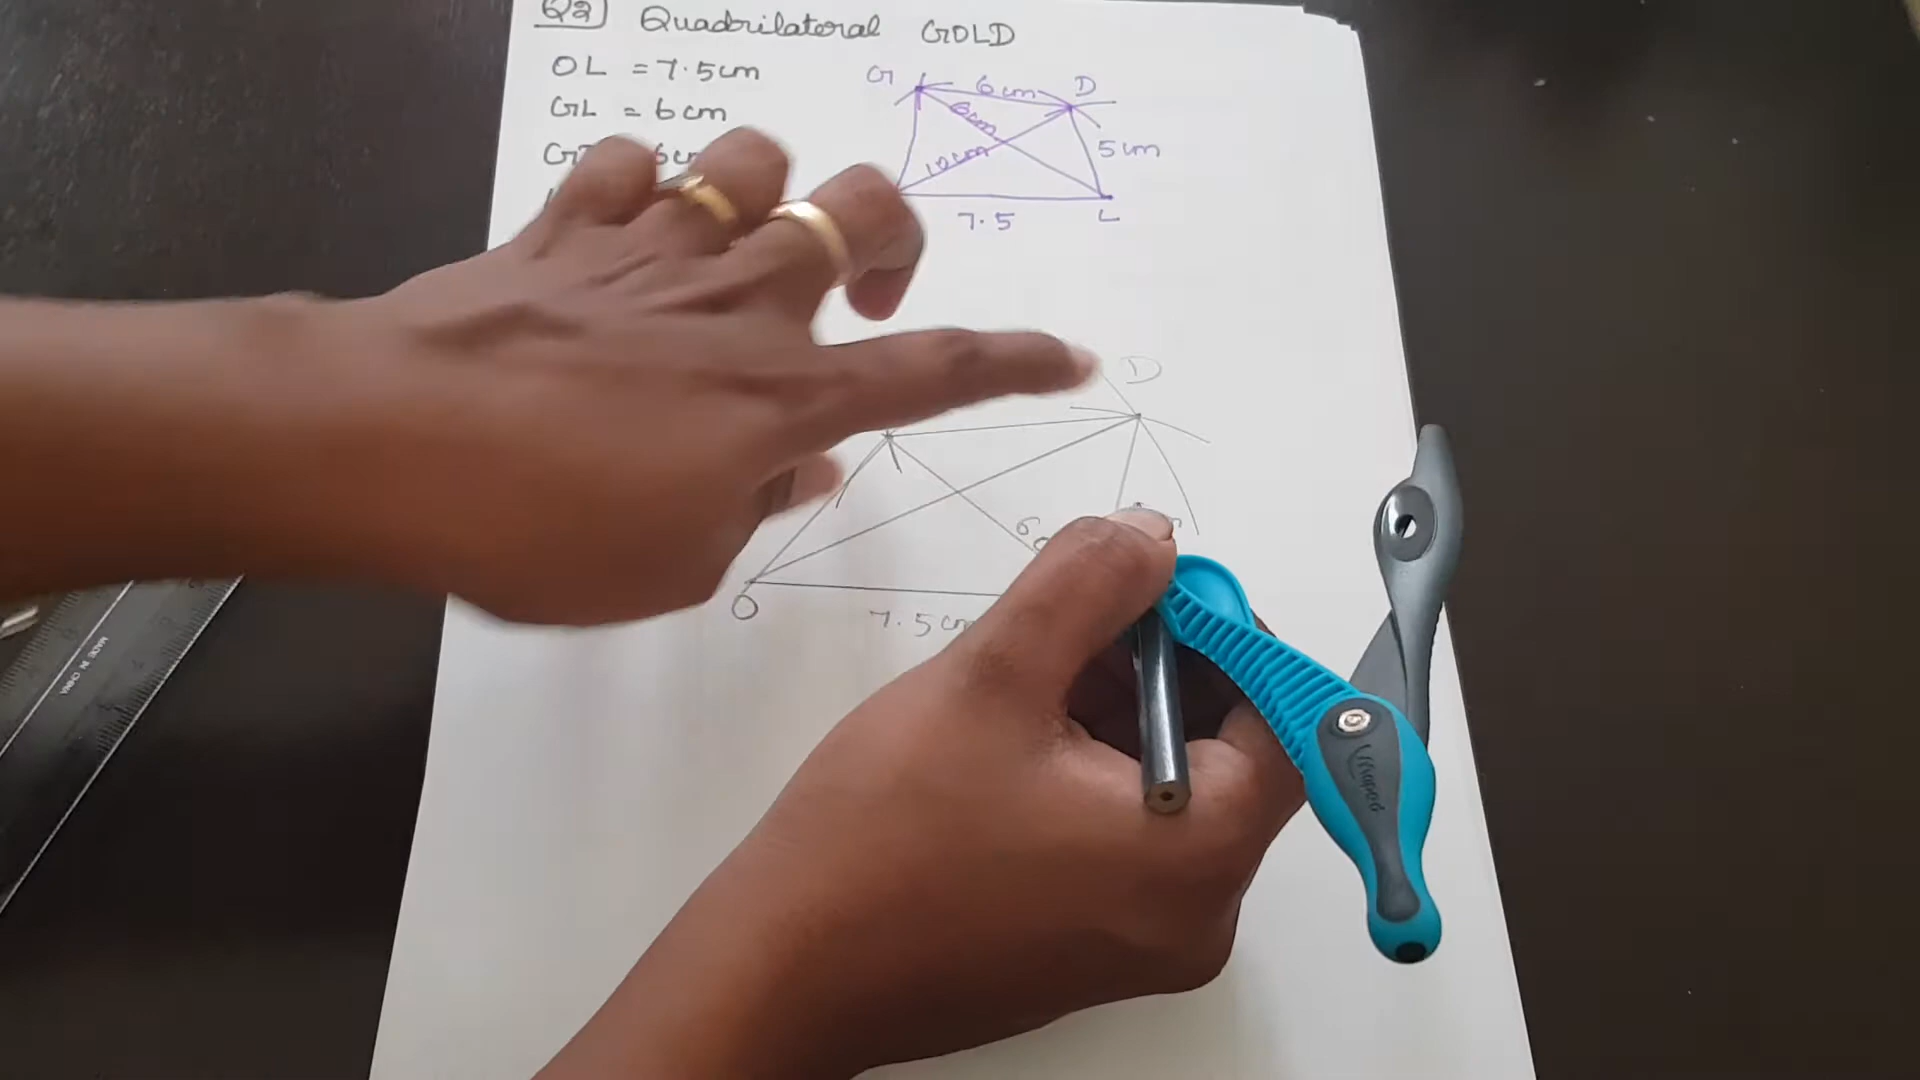 Q2) Quadrilateral GOLD
OL = 7.5cm
GL = 6cm
G D
6cm
6cm
10cm
5cm
7.5 L
D
O
7.5cm
MADE IN CHINA
Maped